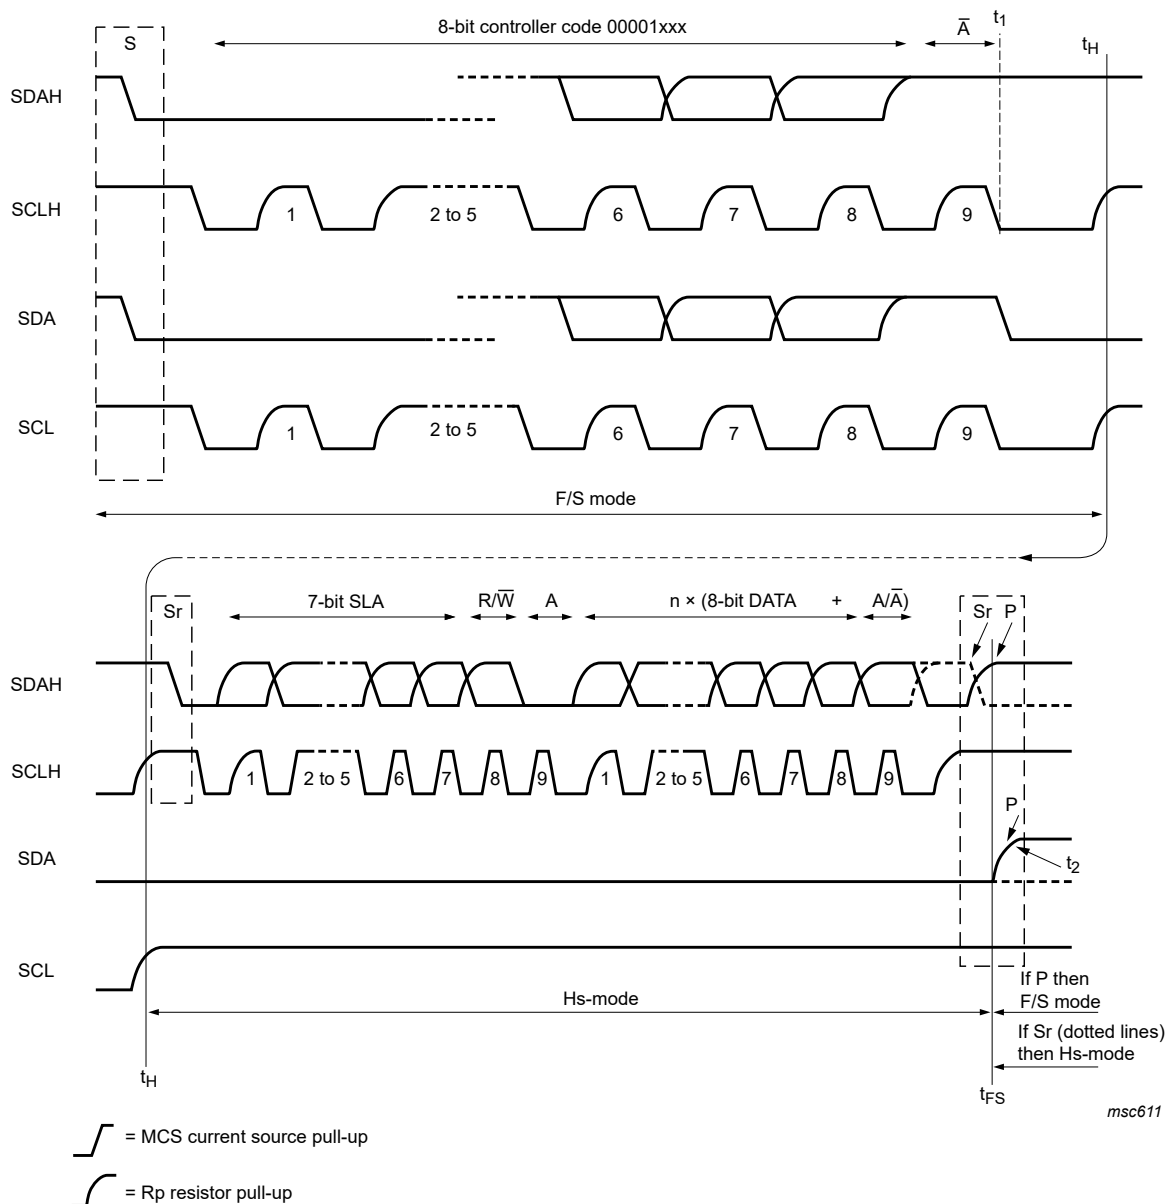 S
8-bit controller code 00001xxx
A̅
t1
tH
SDAH
SCLH
1
2 to 5
6
7
8
9
SDA
SCL
1
2 to 5
6
7
8
9
F/S mode
Sr
7-bit SLA
R/W̅
A
n × (8-bit DATA
+
A/A̅)
Sr
P
SDAH
SCLH
1
2 to 5
6
7
8
9
1
2 to 5
6
7
8
9
P
SDA
t2
SCL
If P then
F/S mode
Hs-mode
If Sr (dotted lines)
then Hs-mode
tH
tFS
msc611
= MCS current source pull-up
= Rp resistor pull-up